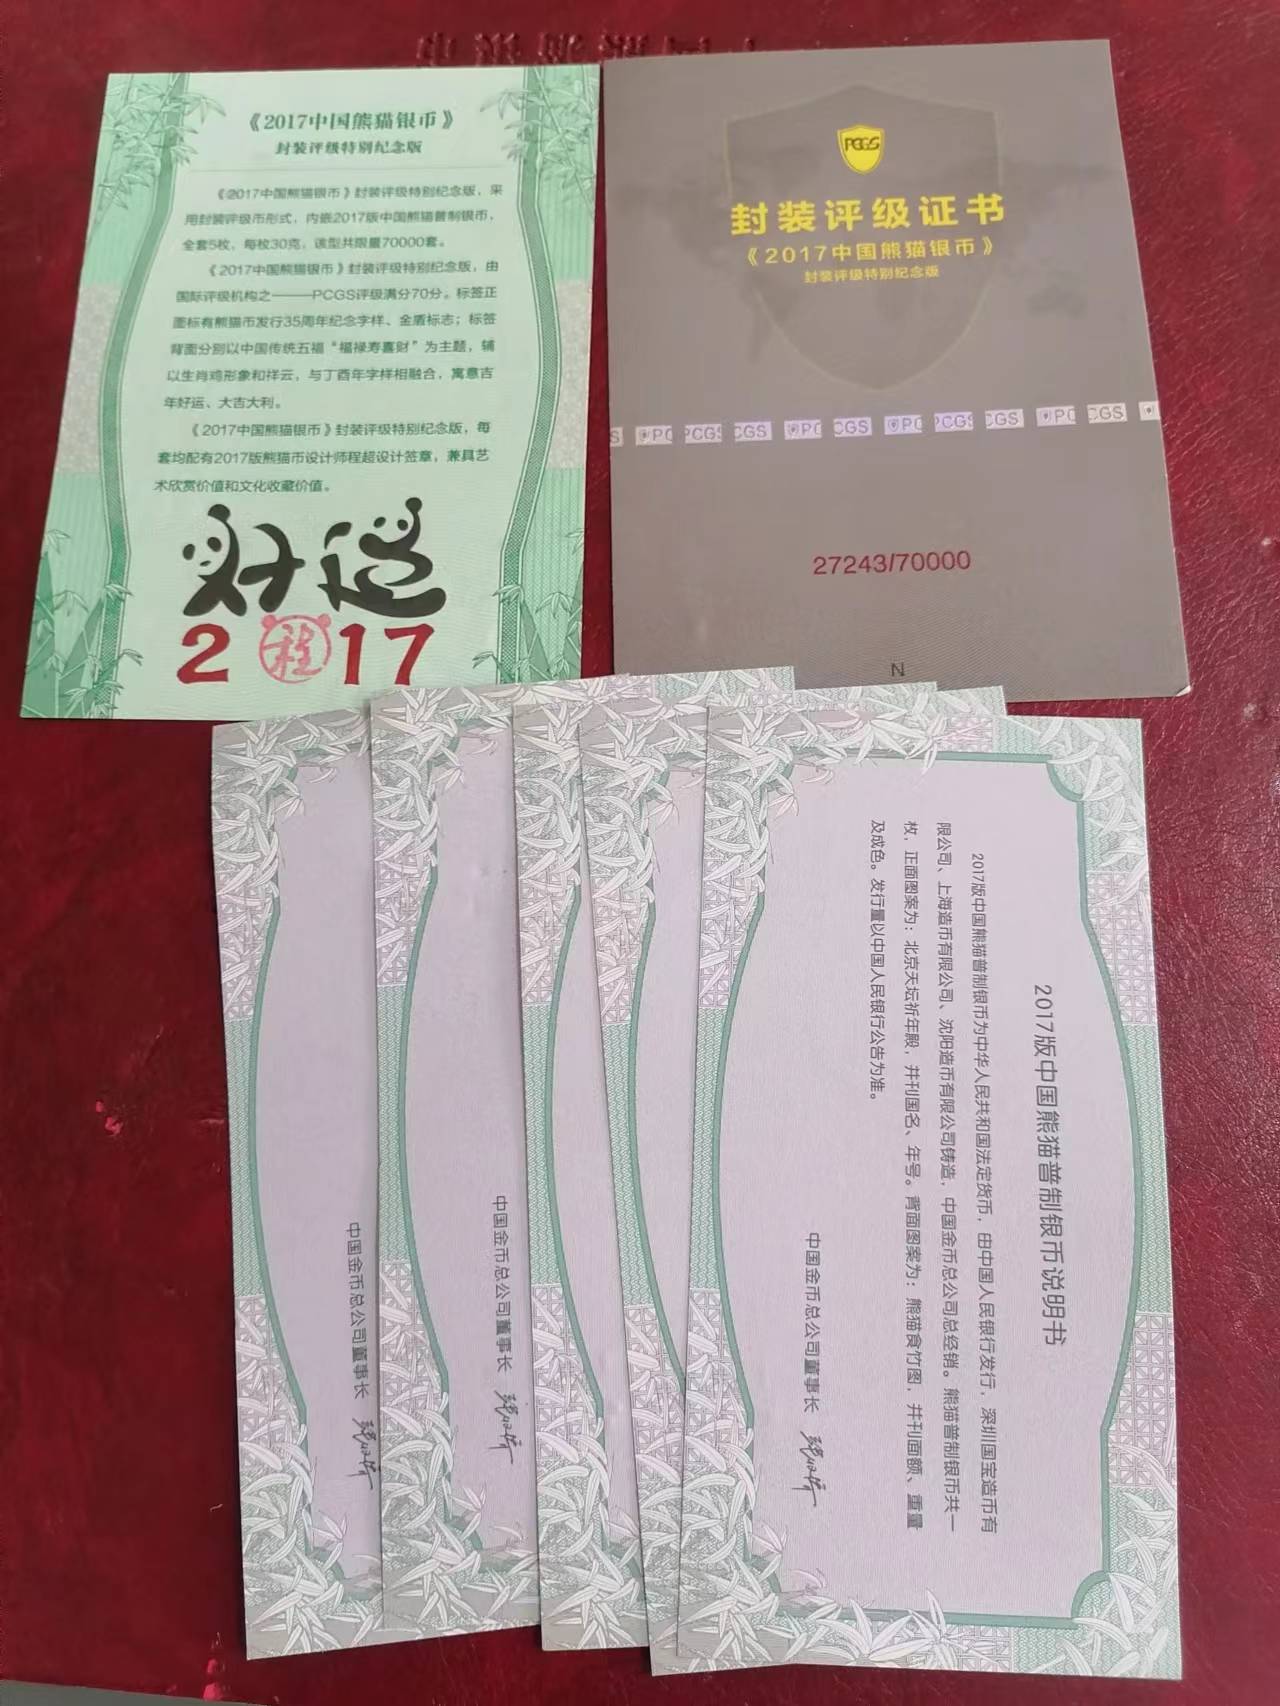 《2017中国熊猫银币》
封装评级特别纪念版
《2017中国熊猫银币》封装评级特别纪念版，采
用封装评级币形式，内嵌2017版中国熊猫普制银币，
全套5枚，每枚30克，该型共限量70000套。
《2017中国熊猫银币》封装评级特别纪念版，由
国际评级机构之一——PCGS评级满分70分。标签正
面标有熊猫币发行35周年纪念字样、金盾标志；标签
背面分别以中国传统五福“福禄寿喜财”为主题，辅
以生肖鸡形象和祥云，与丁酉年字样相融合，寓意吉
年好运、大吉大利。
《2017中国熊猫银币》封装评级特别纪念版，每
套均配有2017版熊猫币设计师程超设计签章，兼具艺
术欣赏价值和文化收藏价值。
2 程 17
PCGS
封装评级证书
《2017中国熊猫银币》
封装评级特别纪念版
CGS PC PCGS CGS PC CGS PC PCGS CGS PC CGS
27243/70000
N
2017版中国熊猫普制银币说明书
2017版中国熊猫普制银币为中华人民共和国法定货币，由中国人民银行发行，深圳国宝造币有
限公司、上海造币有限公司、沈阳造币有限公司铸造，中国金币总公司总经销。熊猫普制银币共一
枚，正面图案为：北京天坛祈年殿，并刊国名、年号。背面图案为：熊猫食竹图，并刊面额、重量
及成色。发行量以中国人民银行公告为准。
中国金币总公司董事长
中国金币总公司董事长
中国金币总公司董事长